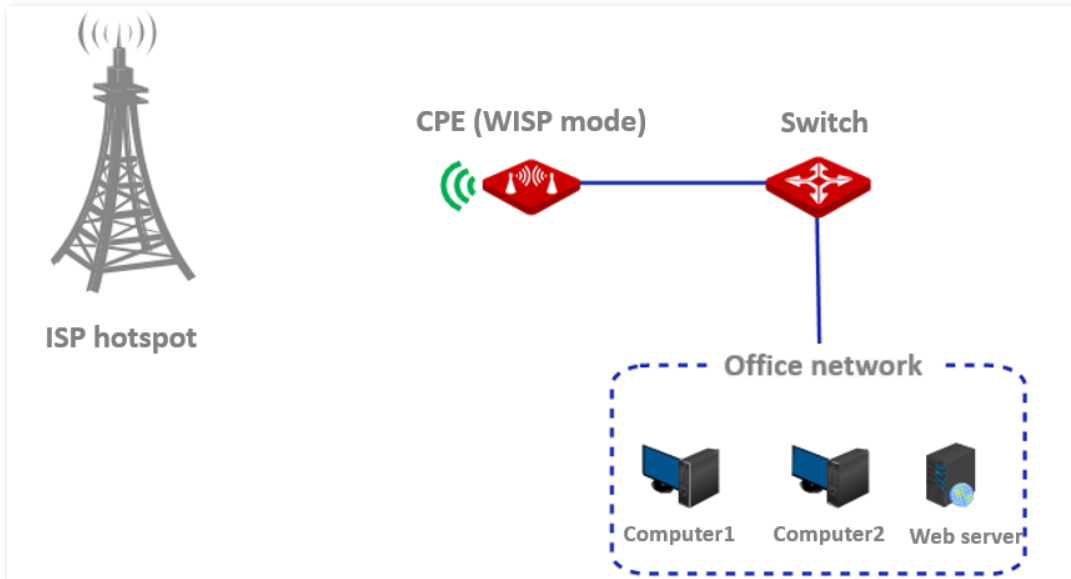 CPE (WISP mode)
Switch
ISP hotspot
Office network
Computer1
Computer2
Web server